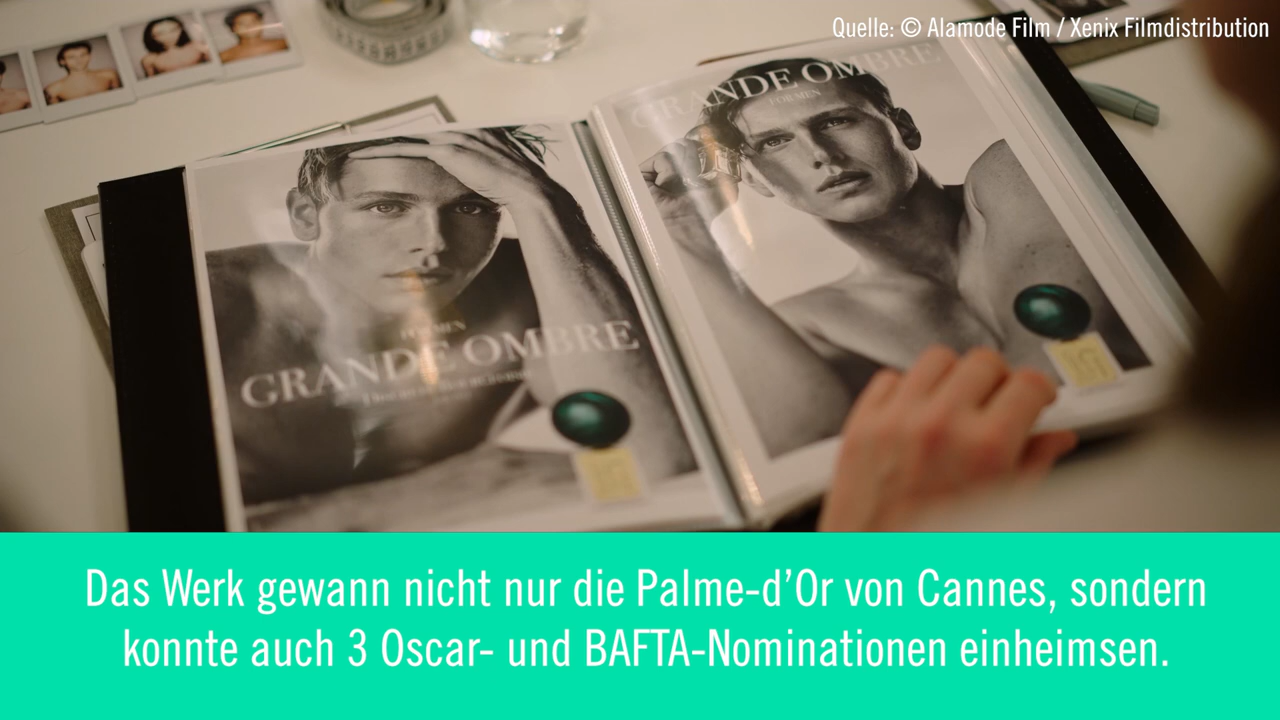 Quelle: © Alamode Film / Xenix Filmdistribution
GRANDE OMBRE
FOR MEN
FOR MEN
GRANDE OMBRE
Das Werk gewann nicht nur die Palme-d’Or von Cannes, sondern
konnte auch 3 Oscar- und BAFTA-Nominationen einheimsen.